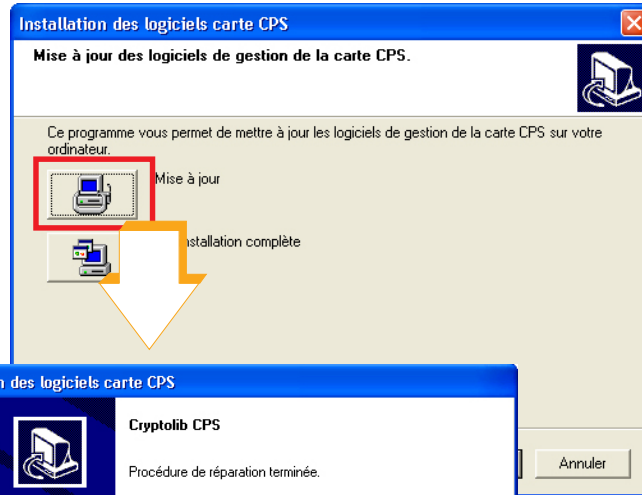 Installation des logiciels carte CPS
Mise à jour des logiciels de gestion de la carte CPS.
Ce programme vous permet de mettre à jour les logiciels de gestion de la carte CPS sur votre
ordinateur.
Mise à jour
stallation complète
n des logiciels carte CPS
Cryptolib CPS
Procédure de réparation terminée.
Annuler